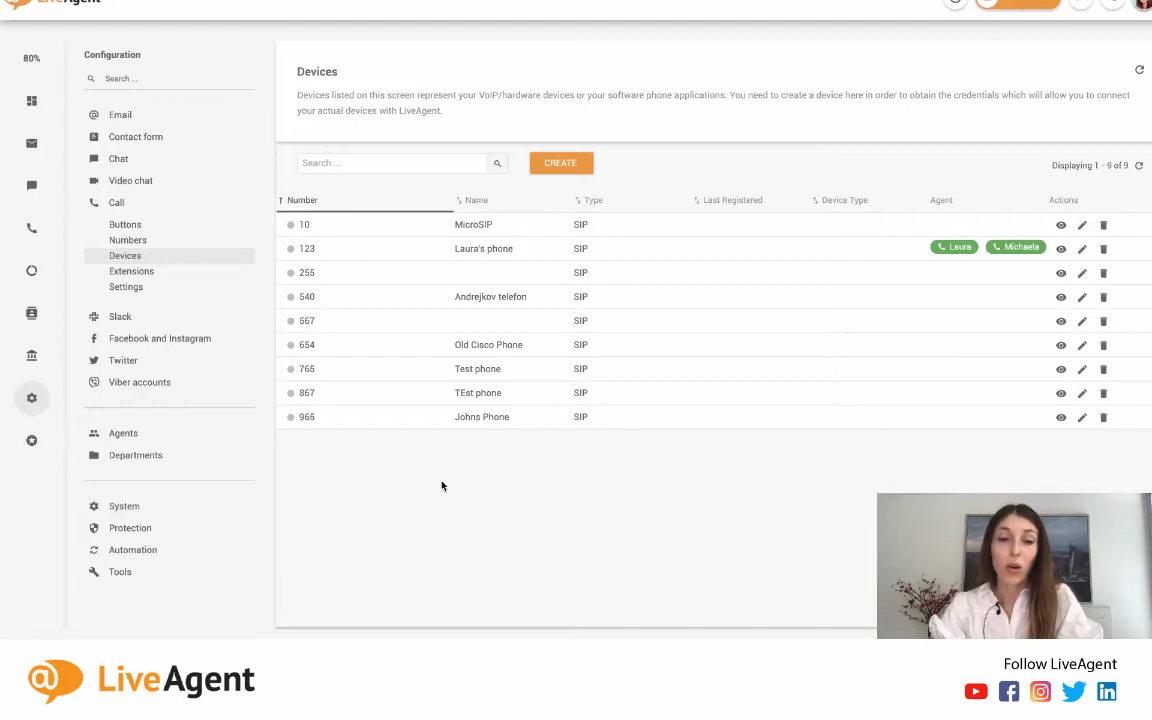 LiveAgent
80%
Configuration
Search ...
Email
Contact form
Chat
Video chat
Call
Buttons
Numbers
Devices
Extensions
Settings
Slack
Facebook and Instagram
Twitter
Viber accounts
Agents
Departments
System
Protection
Automation
Tools
Devices
Devices listed on this screen represent your VoIP/hardware devices or your software phone applications. You need to create a device here in order to obtain the credentials which will allow you to connect
your actual devices with LiveAgent.
Search ... CREATE Displaying 1 - 9 of 9
Number Name Type Last Registered Device Type Agent Actions
10 MicroSIP SIP
123 Laura's phone SIP Laura Michaela
255 SIP
540 Andrejkov telefon SIP
567 SIP
654 Old Cisco Phone SIP
765 Test phone SIP
867 TEst phone SIP
965 Johns Phone SIP
LiveAgent
Follow LiveAgent